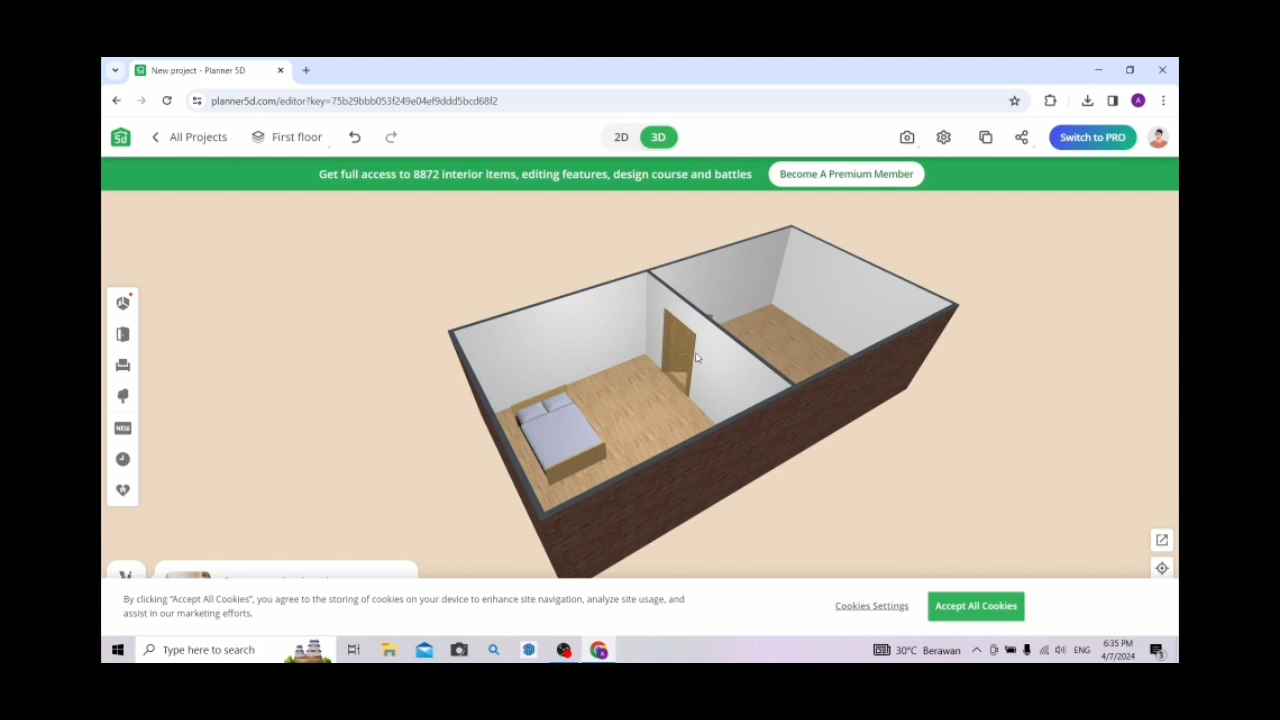 New project - Planner 5D
planner5d.com/editor?key=75b29bbb053f249e04ef9ddd5bcd68f2
5d All Projects First floor 2D 3D Switch to PRO
Get full access to 8872 interior items, editing features, design course and battles Become A Premium Member
NEW
By clicking “Accept All Cookies”, you agree to the storing of cookies on your device to enhance site navigation, analyze site usage, and
assist in our marketing efforts.
Cookies Settings Accept All Cookies
Type here to search 30°C Berawan ENG 6:35 PM
4/7/2024 3